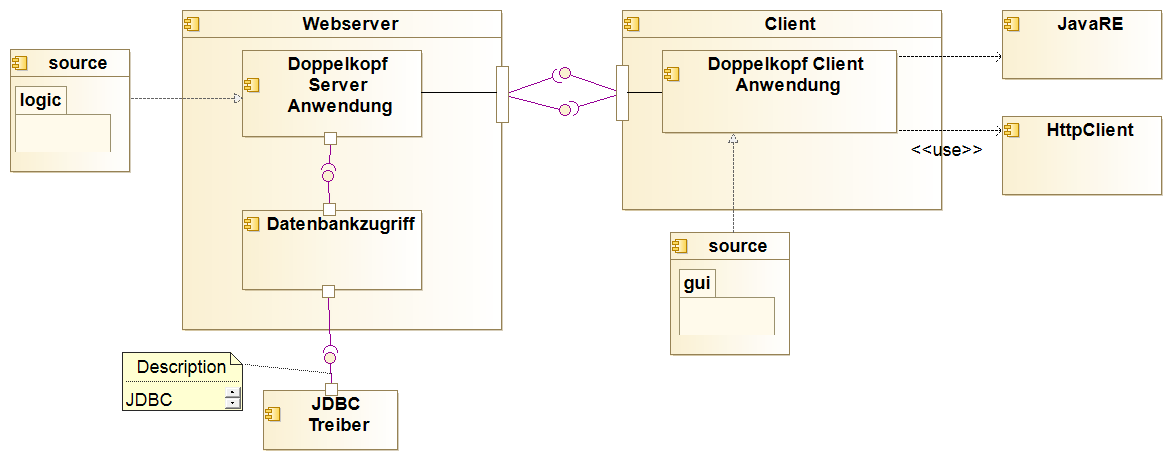 source
logic
Webserver
Doppelkopf
Server
Anwendung
Datenbankzugriff
Description
JDBC
JDBC
Treiber
Client
Doppelkopf Client
Anwendung
source
gui
JavaRE
HttpClient
<<use>>